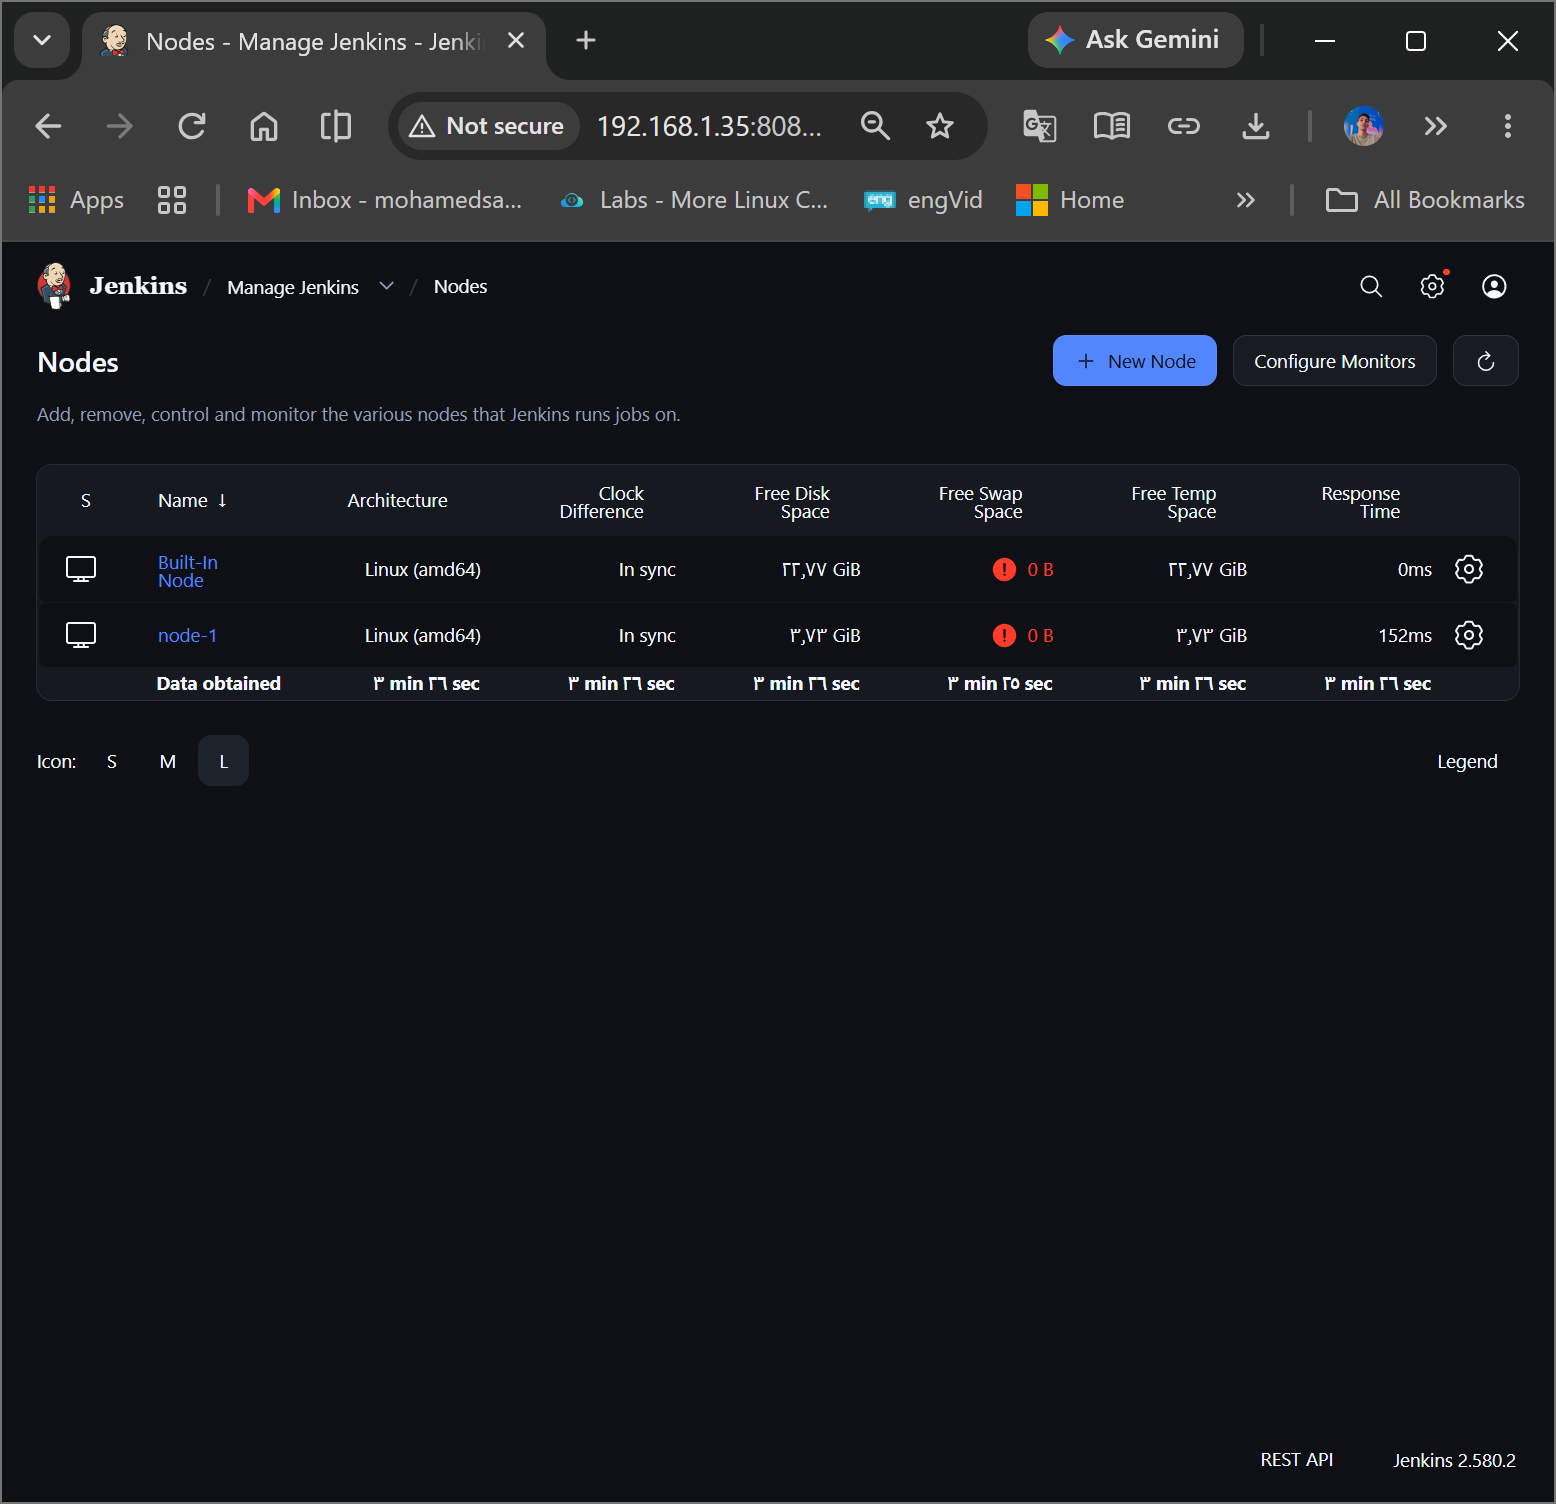 Nodes - Manage Jenkins - Jenki
Ask Gemini
Not secure
192.168.1.35:808...
Apps
Inbox - mohamedsa...
Labs - More Linux C...
engVid
Home
All Bookmarks
Jenkins / Manage Jenkins / Nodes
Nodes
+ New Node
Configure Monitors
Add, remove, control and monitor the various nodes that Jenkins runs jobs on.
S
Name ↓
Architecture
Clock
Difference
Free Disk
Space
Free Swap
Space
Free Temp
Space
Response
Time
Built-In
Node
Linux (amd64)
In sync
٢٢,٧٧ GiB
0 B
٢٢,٧٧ GiB
0ms
node-1
Linux (amd64)
In sync
٣,٧٣ GiB
0 B
٣,٧٣ GiB
152ms
Data obtained
٣ min ٢٦ sec
٣ min ٢٦ sec
٣ min ٢٦ sec
٣ min ٢٥ sec
٣ min ٢٦ sec
٣ min ٢٦ sec
Icon: S M L
Legend
REST API
Jenkins 2.580.2